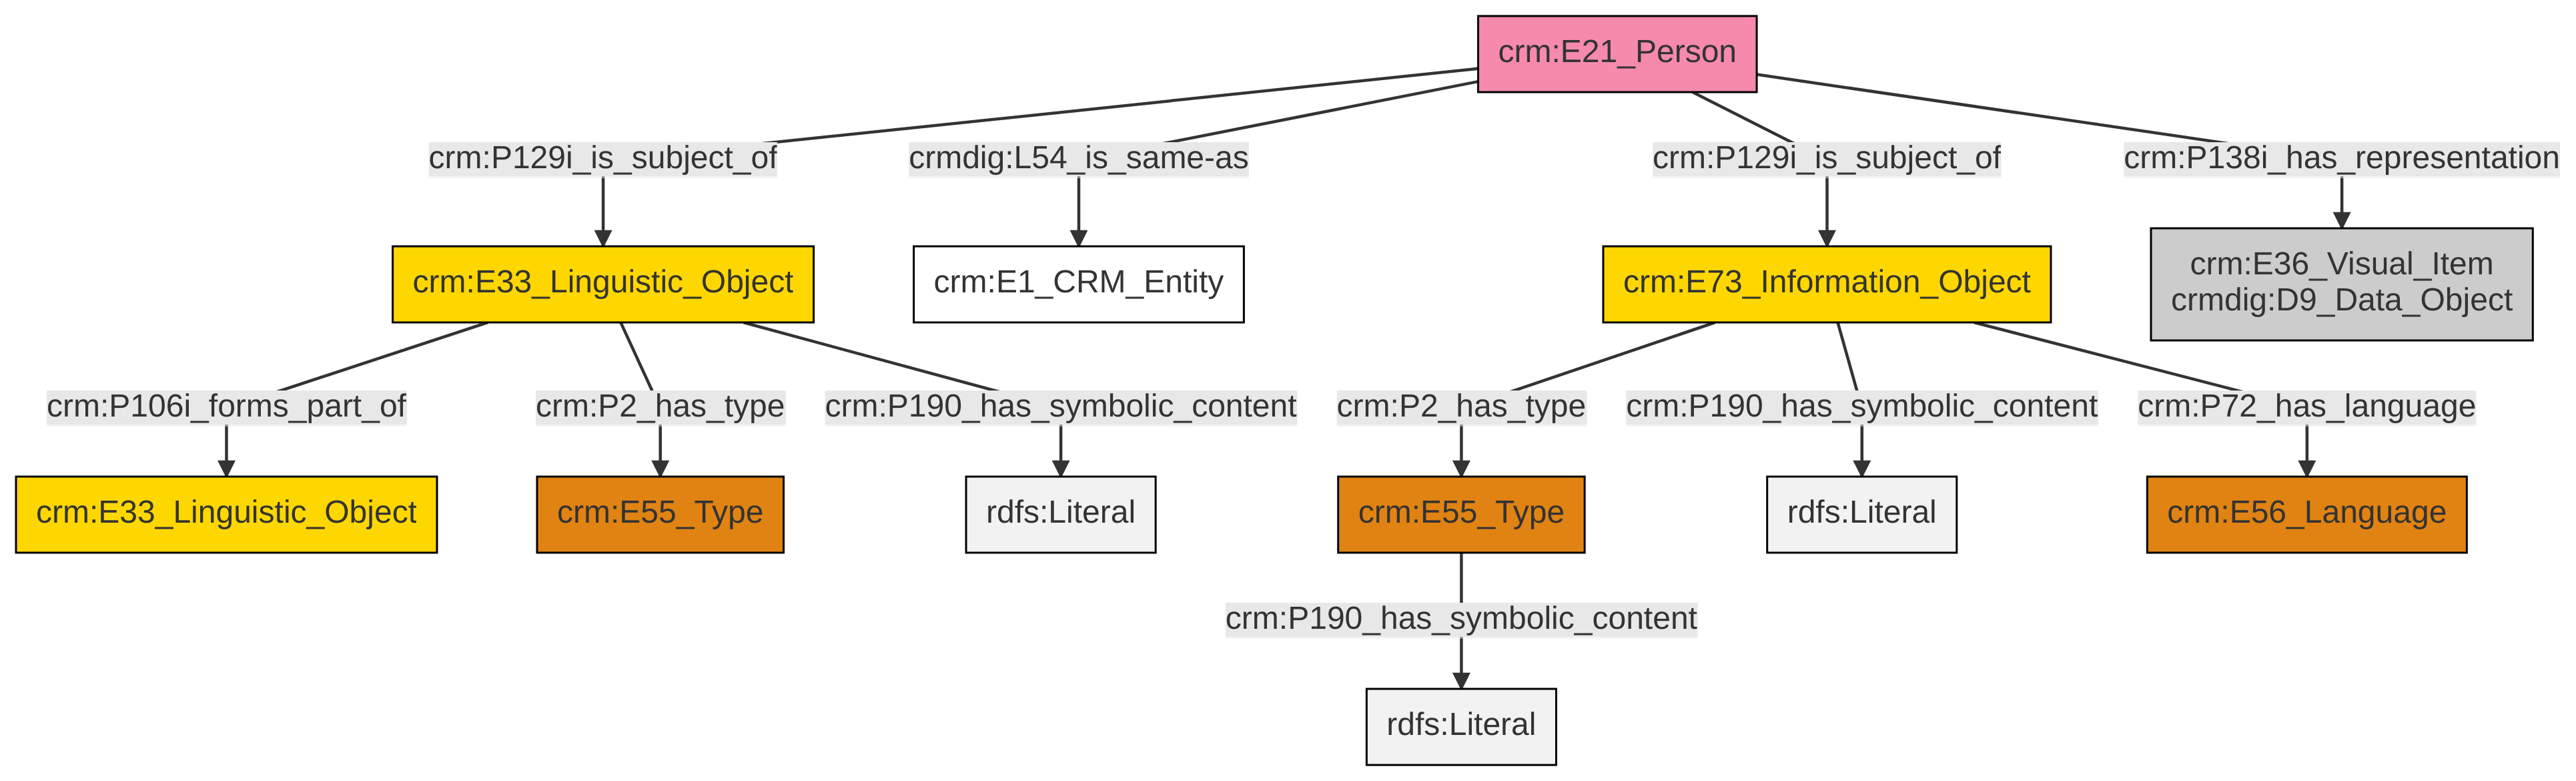 crm:E21_Person
crm:P129i_is_subject_of
crmdig:L54_is_same-as
crm:P129i_is_subject_of
crm:P138i_has_representation
crm:E33_Linguistic_Object
crm:E1_CRM_Entity
crm:E73_Information_Object
crm:E36_Visual_Item
crmdig:D9_Data_Object
crm:P106i_forms_part_of
crm:P2_has_type
crm:P190_has_symbolic_content
crm:P2_has_type
crm:P190_has_symbolic_content
crm:P72_has_language
crm:E33_Linguistic_Object
crm:E55_Type
rdfs:Literal
crm:E55_Type
rdfs:Literal
crm:E56_Language
crm:P190_has_symbolic_content
rdfs:Literal